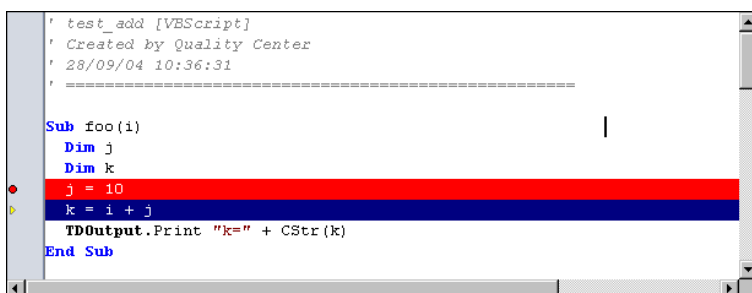 ' test_add [VBScript]
' Created by Quality Center
' 28/09/04 10:36:31
' ====================================================
Sub foo(i)
Dim j
Dim k
j = 10
k = i + j
TDOutput.Print "k=" + CStr(k)
End Sub